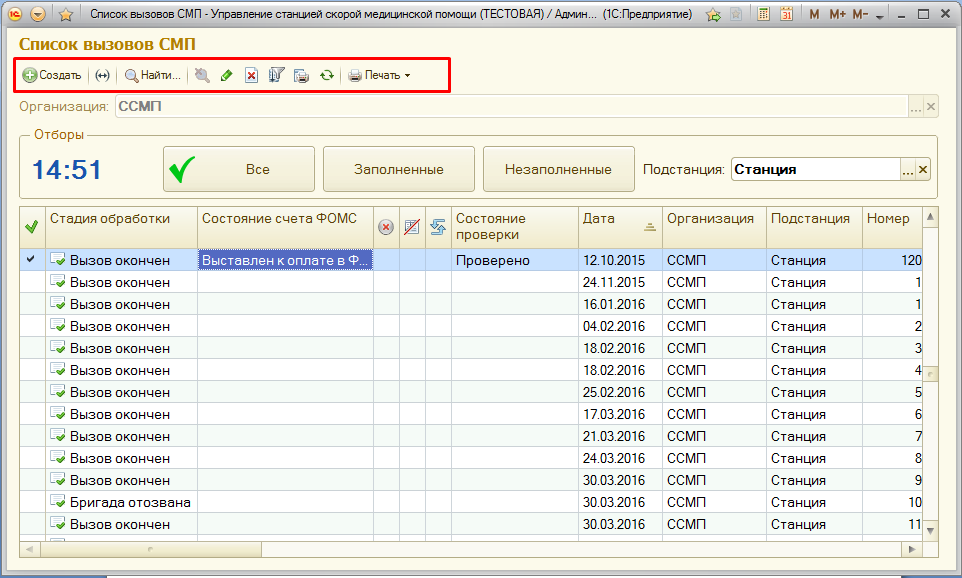 Список вызовов СМП - Управление станцией скорой медицинской помощи (ТЕСТОВАЯ) / Админ... (1С:Предприятие) 31 M M+ M-
Список вызовов СМП
Создать Найти... Печать
Организация: ССМП
Отборы
14:51 Все Заполненные Незаполненные Подстанция: Станция
Стадия обработки Состояние счета ФОМС Состояние проверки Дата Организация Подстанция Номер
Вызов окончен Выставлен к оплате в Ф... Проверено 12.10.2015 ССМП Станция 120
Вызов окончен 24.11.2015 ССМП Станция 1
Вызов окончен 16.01.2016 ССМП Станция 1
Вызов окончен 04.02.2016 ССМП Станция 2
Вызов окончен 18.02.2016 ССМП Станция 3
Вызов окончен 18.02.2016 ССМП Станция 4
Вызов окончен 25.02.2016 ССМП Станция 5
Вызов окончен 17.03.2016 ССМП Станция 6
Вызов окончен 21.03.2016 ССМП Станция 7
Вызов окончен 24.03.2016 ССМП Станция 8
Вызов окончен 30.03.2016 ССМП Станция 9
Бригада отозвана 30.03.2016 ССМП Станция 10
Вызов окончен 30.03.2016 ССМП Станция 11